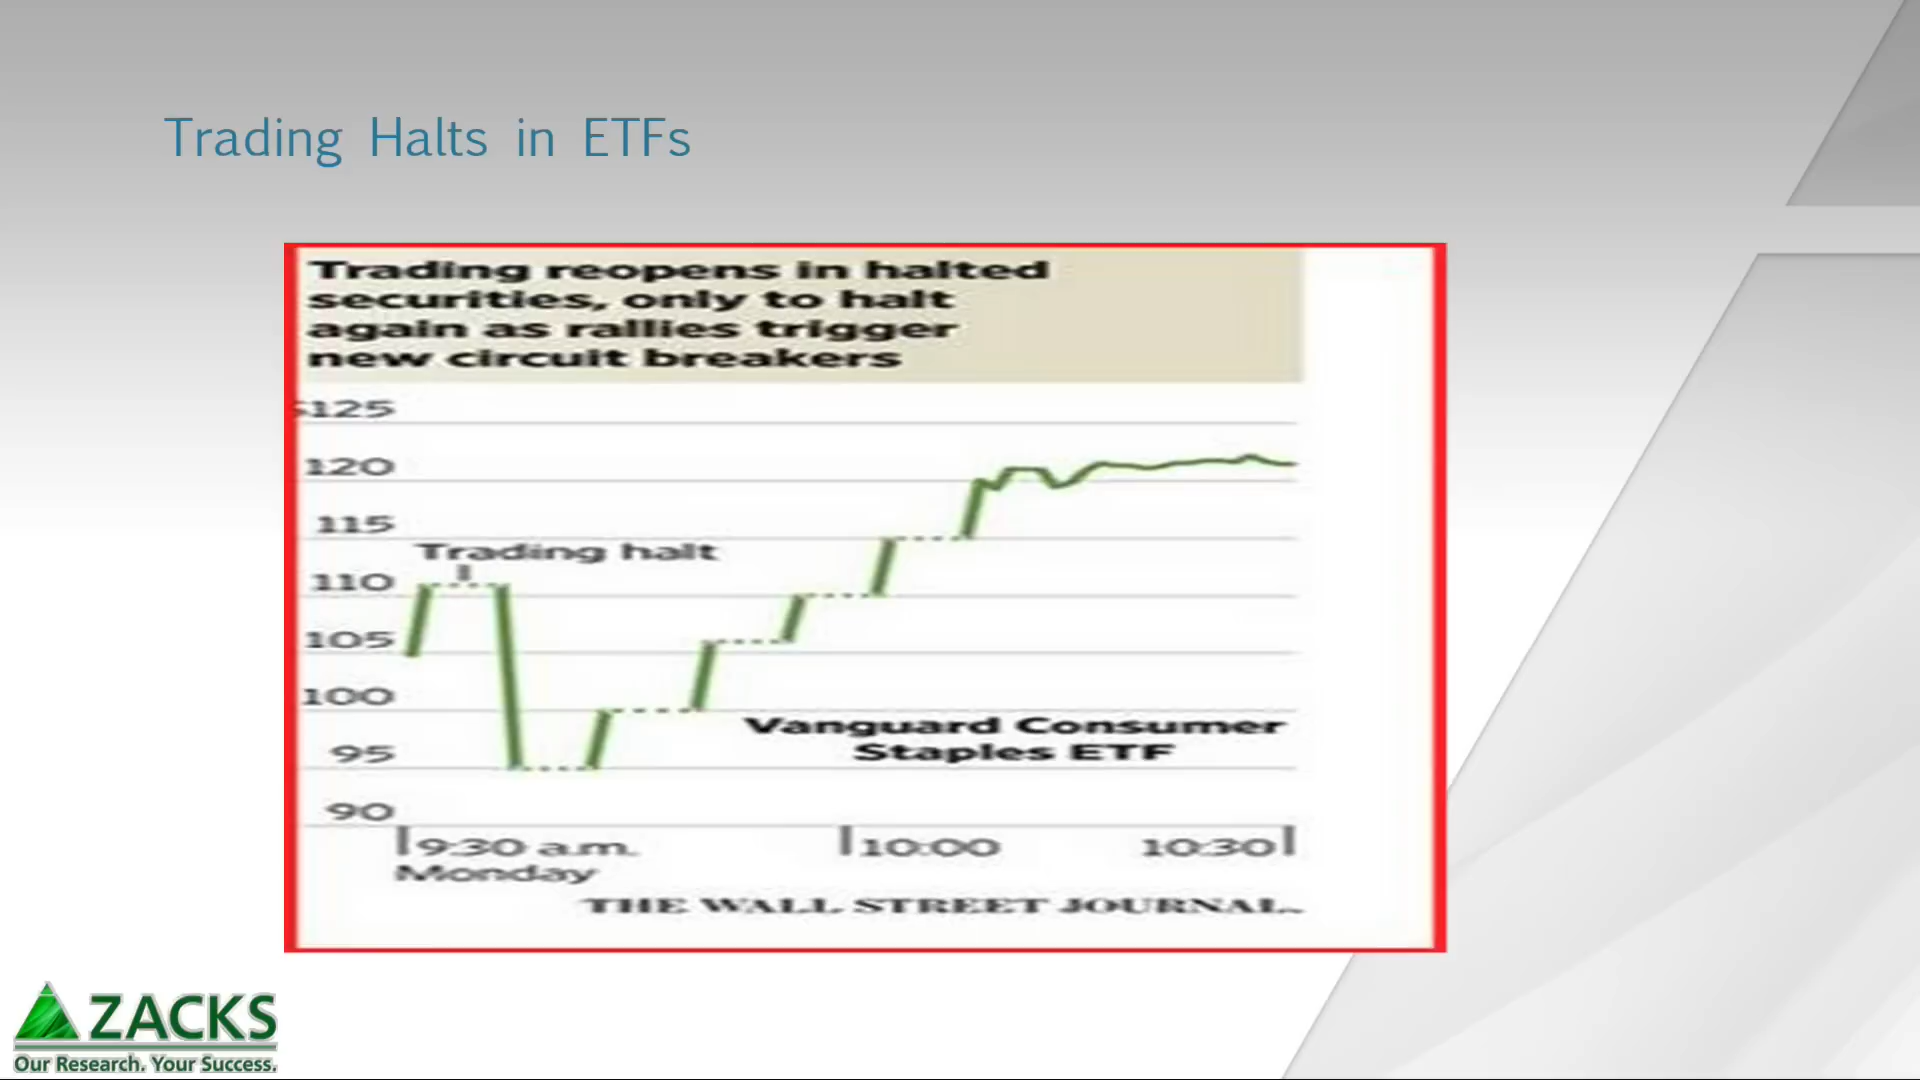 Trading Halts in ETFs
Trading reopens in halted
securities, only to halt
again as rallies trigger
new circuit breakers
$125
120
115
Trading halt
110
105
100
Vanguard Consumer
Staples ETF
95
90
9:30 a.m.
10:00
10:30
Monday
THE WALL STREET JOURNAL.
ZACKS
Our Research. Your Success.